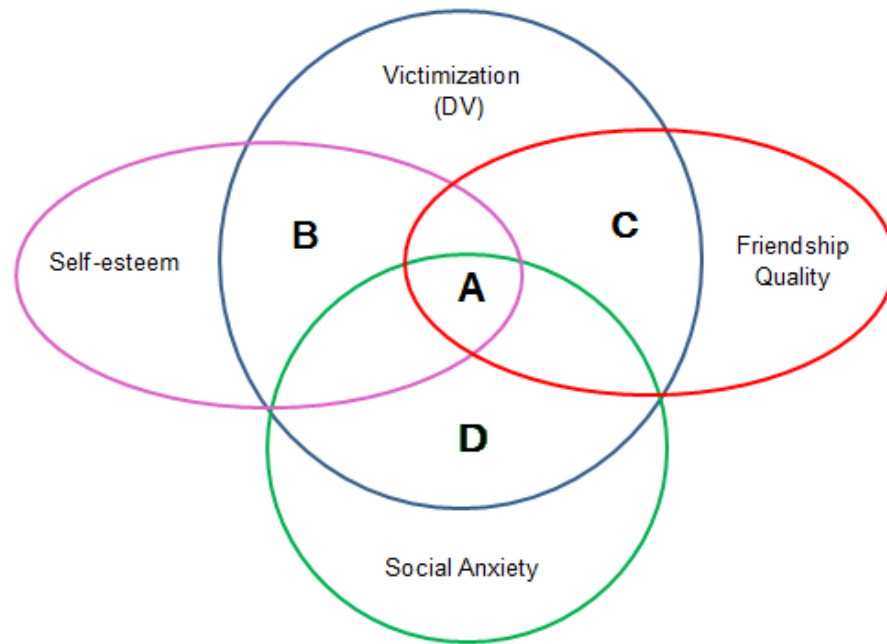 Victimization
(DV)
B
C
Self-esteem
Friendship
Quality
A
D
Social Anxiety